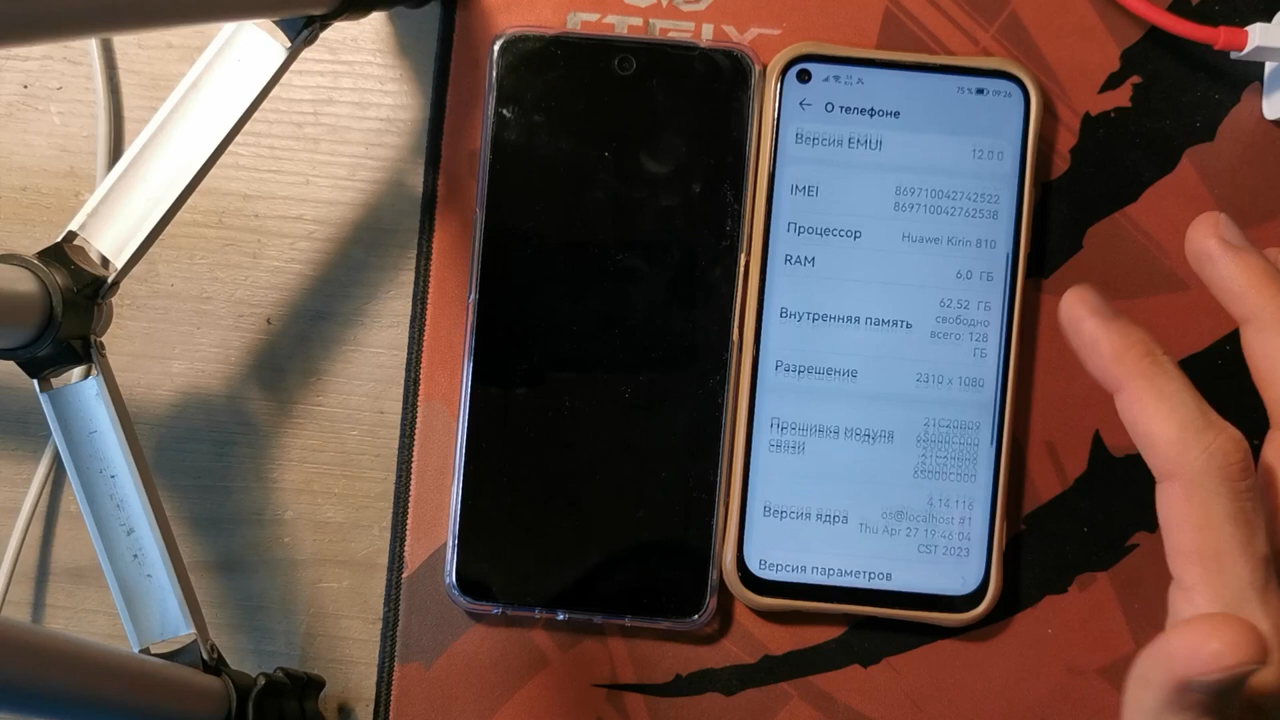 75 % 09:26
О телефоне
Версия EMUI
12.0.0
IMEI
869710042742522
869710042762538
Процессор
Huawei Kirin 810
RAM
6,0 ГБ
Внутренняя память
62,52 ГБ
свободно
всего: 128
ГБ
Разрешение
2310 x 1080
Прошивка модуля
связи
21C20B09
6S000C000
Версия ядра
4.14.116
os@localhost #1
Thu Apr 27 19:46:04
CST 2023
Версия параметров